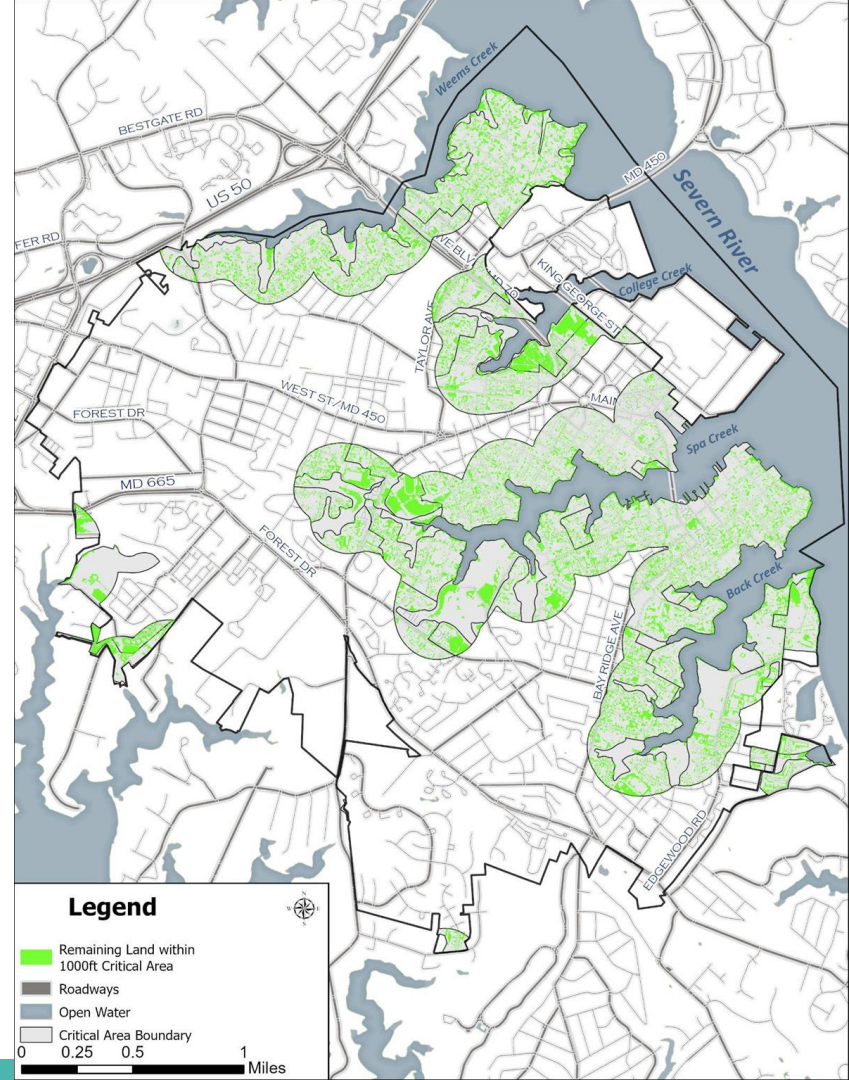 Weems Creek
BESTGATE RD
US 50
MD 450
Severn River
FER RD
KING GEORGE ST
College Creek
TAYLOR AVE
WEST ST/MD 450
MAIN
FOREST DR
Spa Creek
MD 665
FOREST DR
Back Creek
BAY RIDGE AVE
EDGEWOOD RD
Legend
N
W E
S
Remaining Land within
1000ft Critical Area
Roadways
Open Water
Critical Area Boundary
0 0.25 0.5 1
Miles